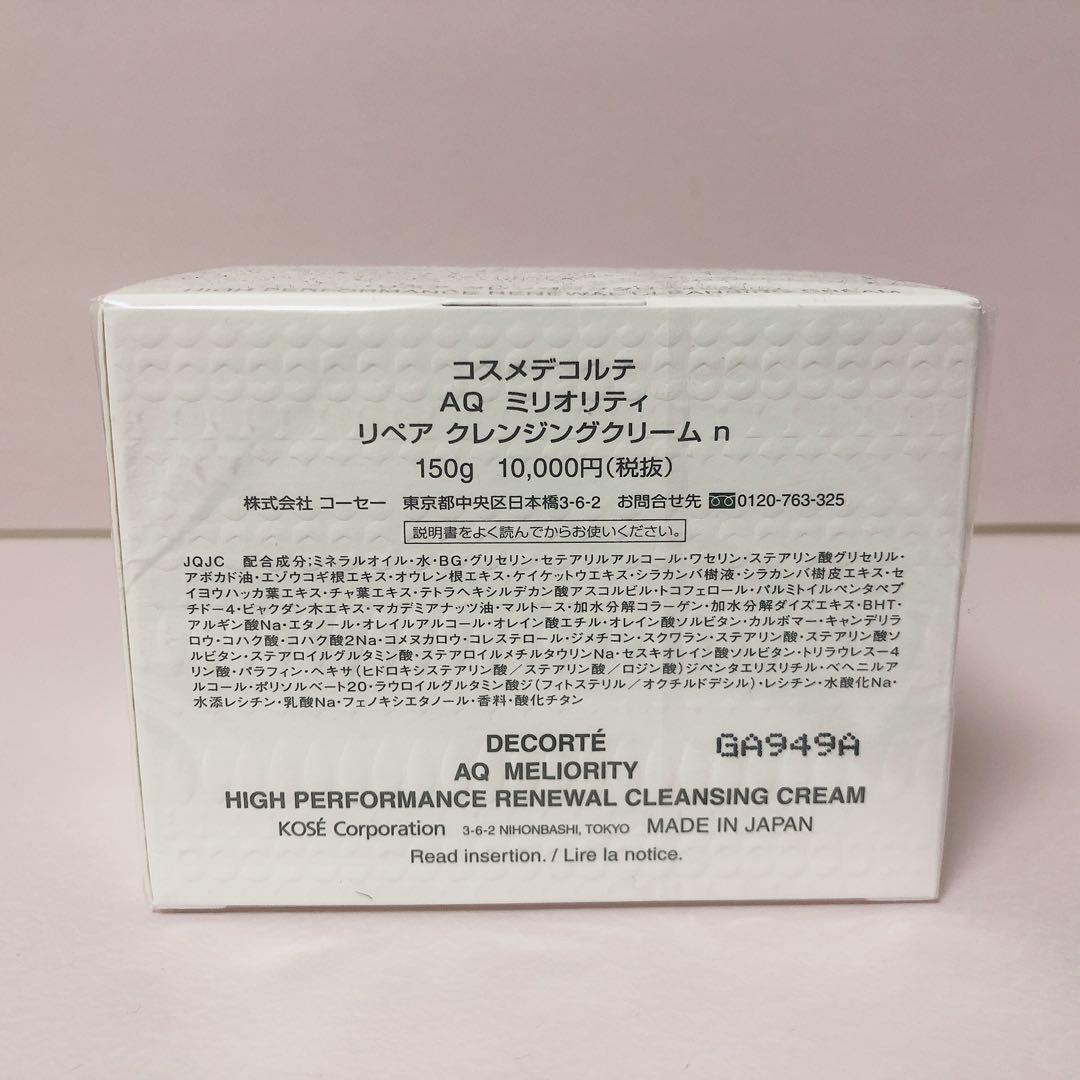 HIGH PERFORMANCE RENEWAL CLEANSING CREAM
コスメデコルテ
AQ ミリオリティ
リペア クレンジングクリーム n
150g 10,000円(税抜)
株式会社 コーセー 東京都中央区日本橋3-6-2 お問合せ先 0120-763-325
説明書をよく読んでからお使いください。
JQJC 配合成分;ミネラルオイル・水・BG・グリセリン・セテアリルアルコール・ワセリン・ステアリン酸グリセリル・
アボカド油・エゾウコギ根エキス・オウレン根エキス・ケイケットウエキス・シラカンバ樹液・シラカンバ樹皮エキス・セ
イヨウハッカ葉エキス・チャ葉エキス・テトラヘキシルデカン酸アスコルビル・トコフェロール・パルミトイルペンタペプ
チドー4・ビャクダン木エキス・マカデミアナッツ油・マルトース・加水分解コラーゲン・加水分解ダイズエキス・BHT・
アルギン酸Na・エタノール・オレイルアルコール・オレイン酸エチル・オレイン酸ソルビタン・カルボマー・キャンデリラ
ロウ・コハク酸・コハク酸2Na・コメヌカロウ・コレステロール・ジメチコン・スクワラン・ステアリン酸・ステアリン酸ソ
ルビタン・ステアロイルグルタミン酸・ステアロイルメチルタウリンNa・セスキオレイン酸ソルビタン・トリラウレスー4
リン酸・パラフィン・ヘキサ(ヒドロキシステアリン酸/ステアリン酸/ロジン酸)ジペンタエリスリチル・ベヘニルア
ルコール・ポリソルベート20・ラウロイルグルタミン酸ジ(フィトステリル/オクチルドデシル)・レシチン・水酸化Na・
水添レシチン・乳酸Na・フェノキシエタノール・香料・酸化チタン
DECORTÉ GA949A
AQ MELIORITY
HIGH PERFORMANCE RENEWAL CLEANSING CREAM
KOSÉ Corporation 3-6-2 NIHONBASHI, TOKYO MADE IN JAPAN
Read insertion. / Lire la notice.